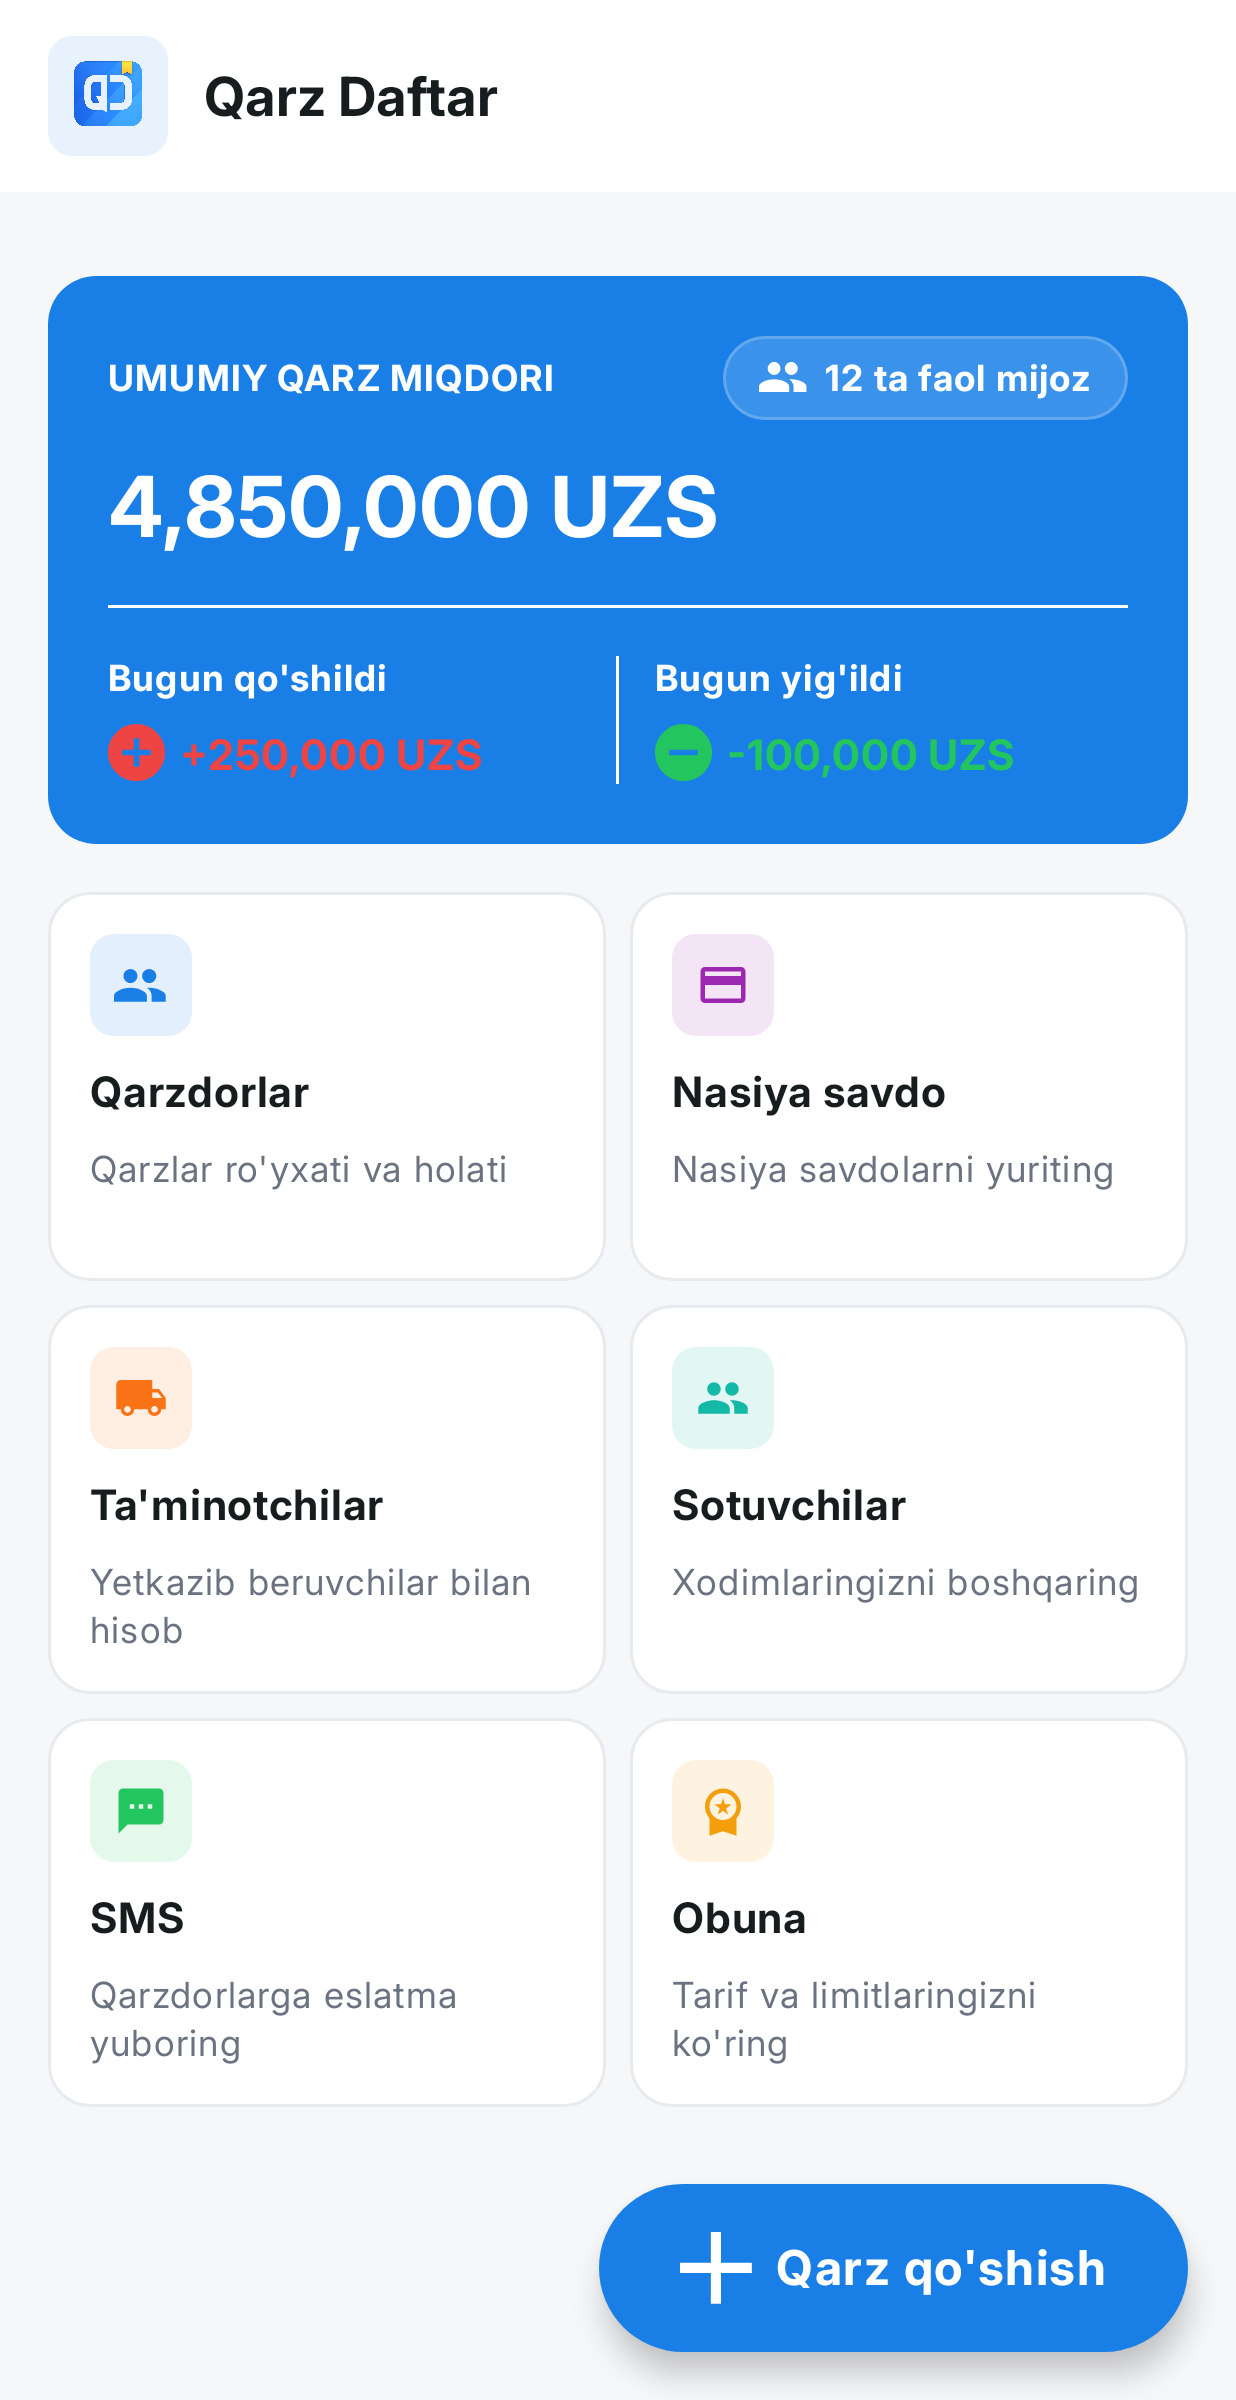 Qarz Daftar
UMUMIY QARZ MIQDORI
12 ta faol mijoz
4,850,000 UZS
Bugun qo'shildi
+250,000 UZS
Bugun yig'ildi
-100,000 UZS
Qarzdorlar
Qarzlar ro'yxati va holati
Nasiya savdo
Nasiya savdolarni yuriting
Ta'minotchilar
Yetkazib beruvchilar bilan
hisob
Sotuvchilar
Xodimlaringizni boshqaring
SMS
Qarzdorlarga eslatma
yuboring
Obuna
Tarif va limitlaringizni
ko'ring
Qarz qo'shish